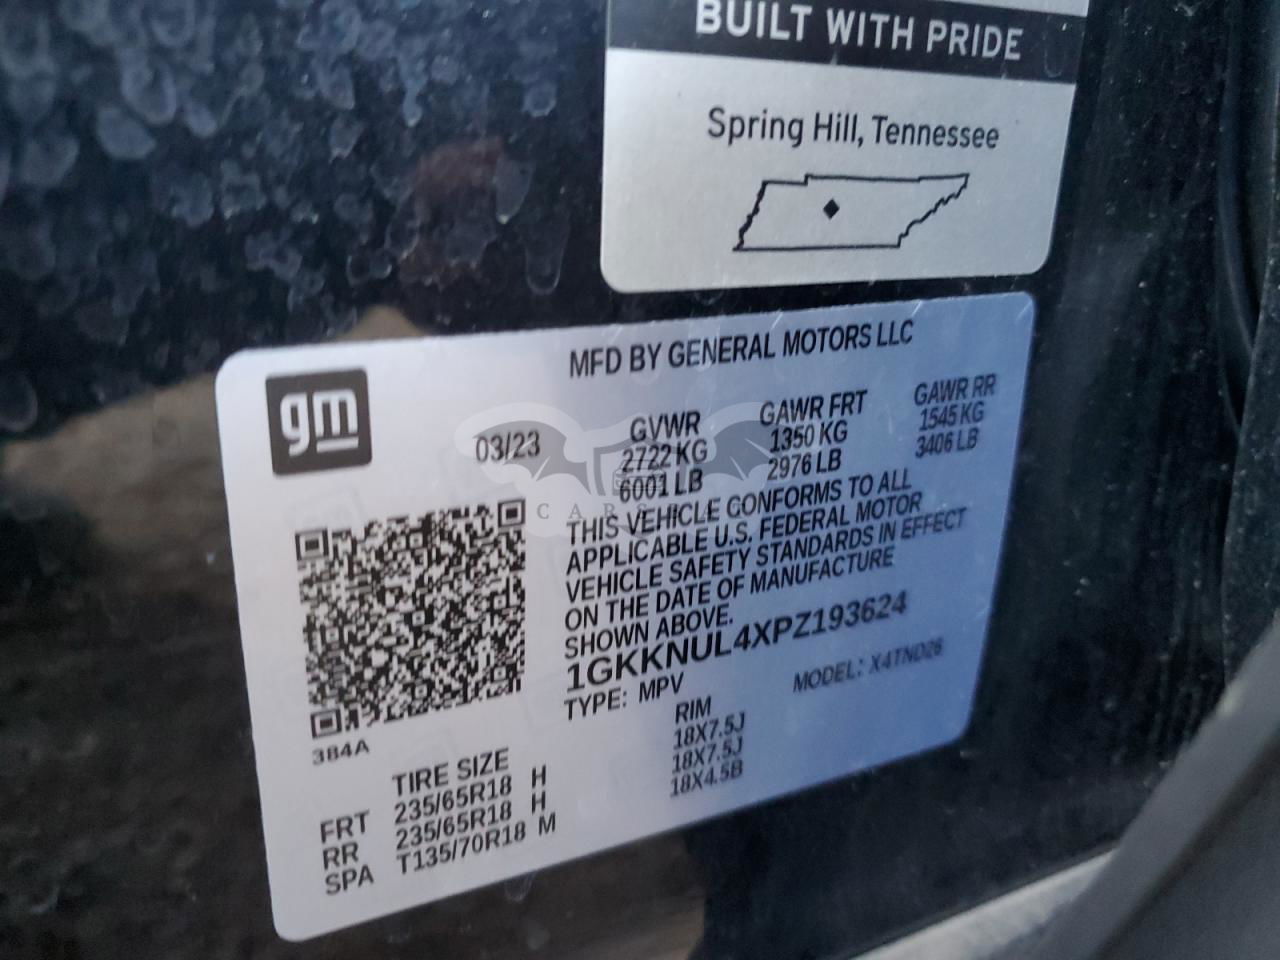 BUILT WITH PRIDE
Spring Hill, Tennessee
gm
MFD BY GENERAL MOTORS LLC
03/23
GVWR
2722 KG
6001 LB
GAWR FRT
1350 KG
2976 LB
GAWR RR
1545 KG
3406 LB
THIS VEHICLE CONFORMS TO ALL
APPLICABLE U.S. FEDERAL MOTOR
VEHICLE SAFETY STANDARDS IN EFFECT
ON THE DATE OF MANUFACTURE
SHOWN ABOVE.
1GKKNUL4XPZ193624
TYPE: MPV
MODEL: X4TND26
384A
TIRE SIZE
RIM
FRT 235/65R18 H 18X7.5J
RR 235/65R18 H 18X7.5J
SPA T135/70R18 M 18X4.5B